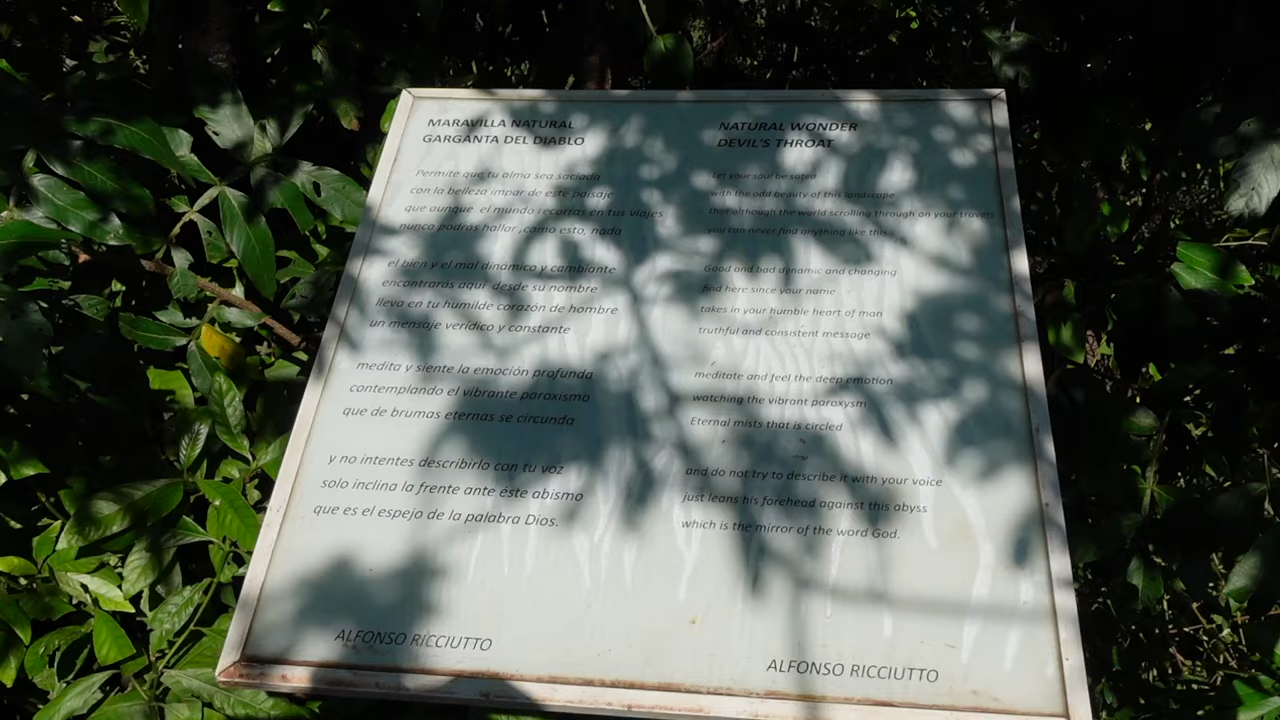 MARAVILLA NATURAL
GARGANTA DEL DIABLO
Permite que tu alma sea saciada
con la belleza impar de este paisaje
que aunque el mundo recorras en tus viajes
nunca podras hallar, como esto, nada
el bien y el mal dinámico y cambiante
encontrarás aquí desde su nombre
lleva en tu humilde corazón de hombre
un mensaje verídico y constante
medita y siente la emoción profunda
contemplando el vibrante paroxismo
que de brumas eternas se circunda
y no intentes describirlo con tu voz
solo inclina la frente ante éste abismo
que es el espejo de la palabra Dios.
ALFONSO RICCIUTTO
NATURAL WONDER
DEVIL'S THROAT
Let your soul be sated
with the odd beauty of this landscape
that although the world scrolling through on your travels
you can never find anything like this
Good and bad dynamic and changing
find here since your name
takes in your humble heart of man
truthful and consistent message
meditate and feel the deep emotion
watching the vibrant paroxysm
Eternal mists that is circled
and do not try to describe it with your voice
just leans his forehead against this abyss
which is the mirror of the word God.
ALFONSO RICCIUTTO